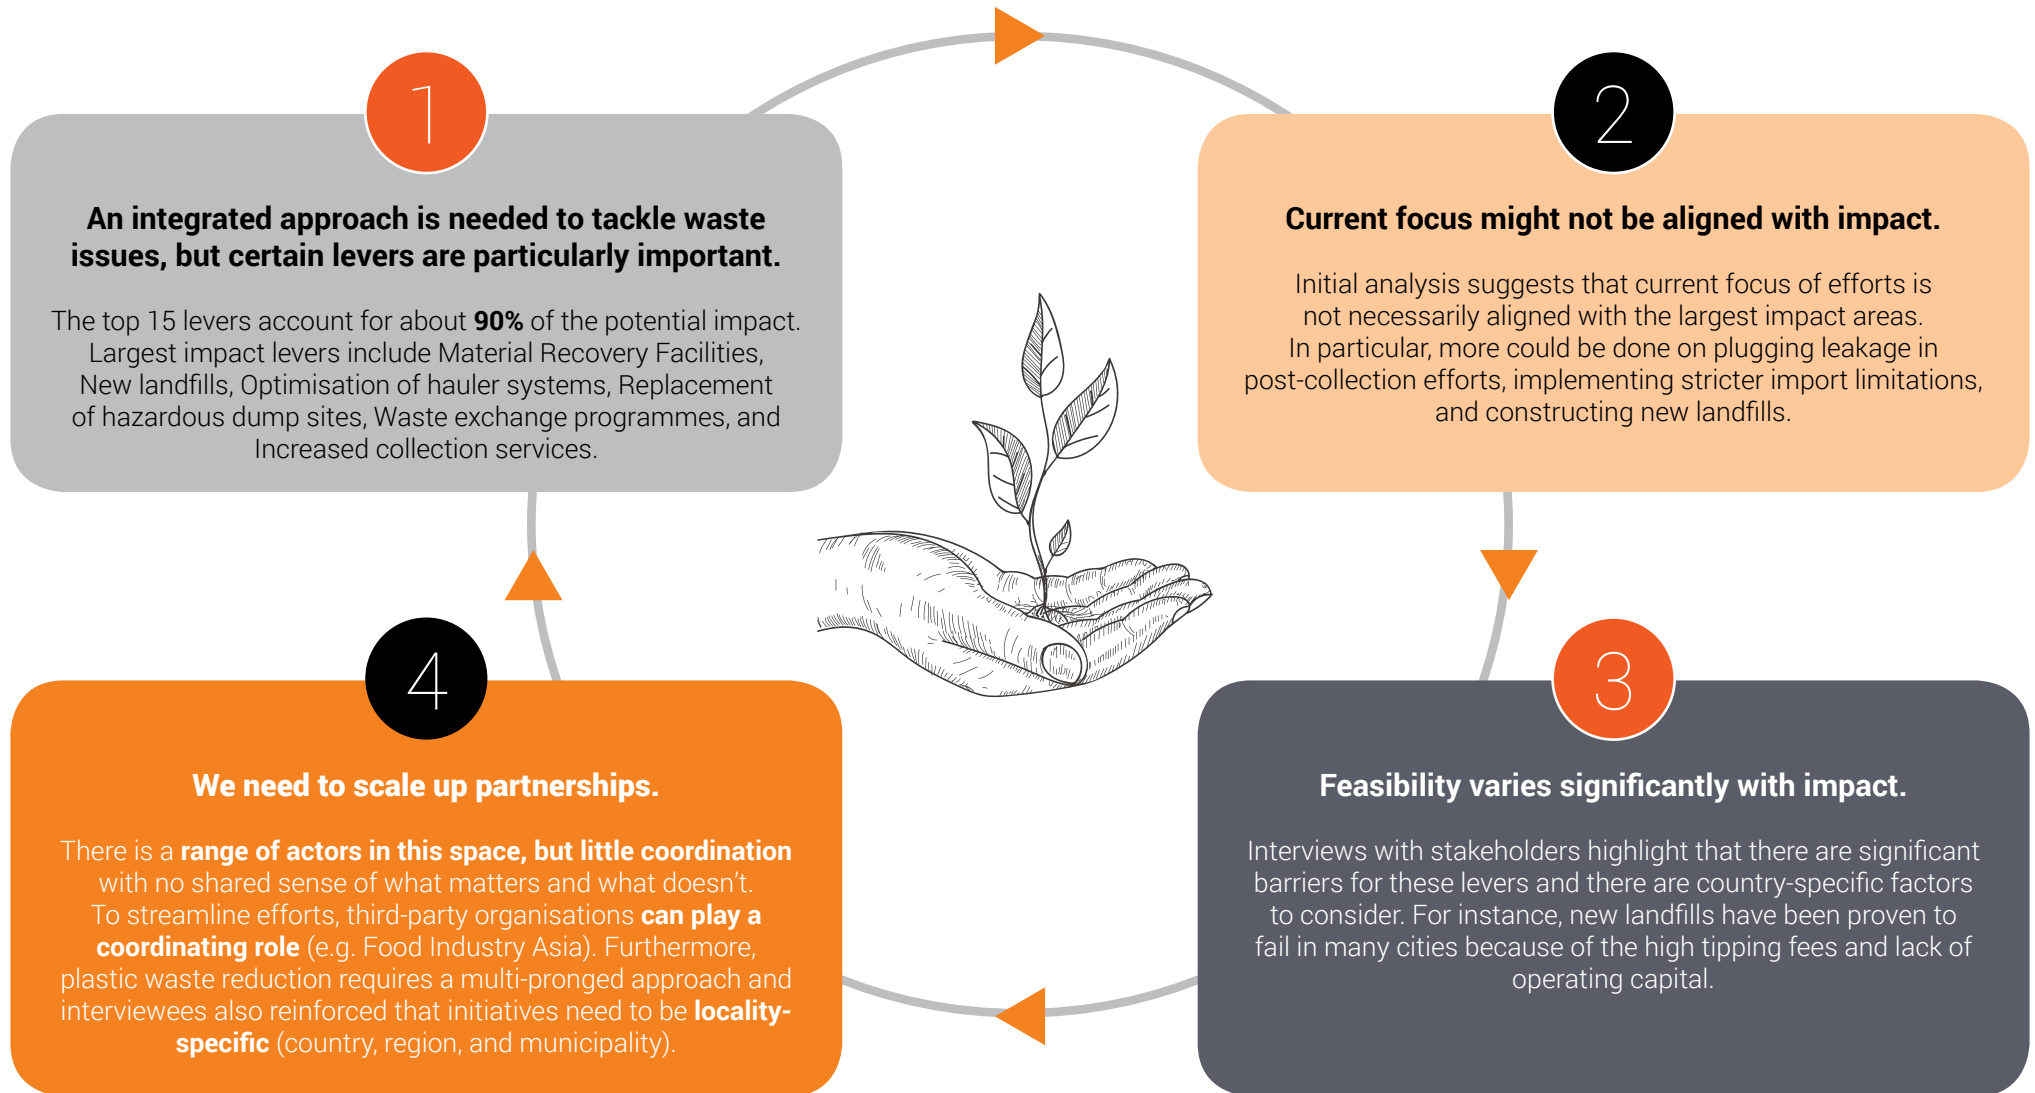 1
An integrated approach is needed to tackle waste
issues, but certain levers are particularly important.
The top 15 levers account for about 90% of the potential impact.
Largest impact levers include Material Recovery Facilities,
New landfills, Optimisation of hauler systems, Replacement
of hazardous dump sites, Waste exchange programmes, and
Increased collection services.
2
Current focus might not be aligned with impact.
Initial analysis suggests that current focus of efforts is
not necessarily aligned with the largest impact areas.
In particular, more could be done on plugging leakage in
post-collection efforts, implementing stricter import limitations,
and constructing new landfills.
3
Feasibility varies significantly with impact.
Interviews with stakeholders highlight that there are significant
barriers for these levers and there are country-specific factors
to consider. For instance, new landfills have been proven to
fail in many cities because of the high tipping fees and lack of
operating capital.
4
We need to scale up partnerships.
There is a range of actors in this space, but little coordination
with no shared sense of what matters and what doesn't.
To streamline efforts, third-party organisations can play a
coordinating role (e.g. Food Industry Asia). Furthermore,
plastic waste reduction requires a multi-pronged approach and
interviewees also reinforced that initiatives need to be locality-
specific (country, region, and municipality).